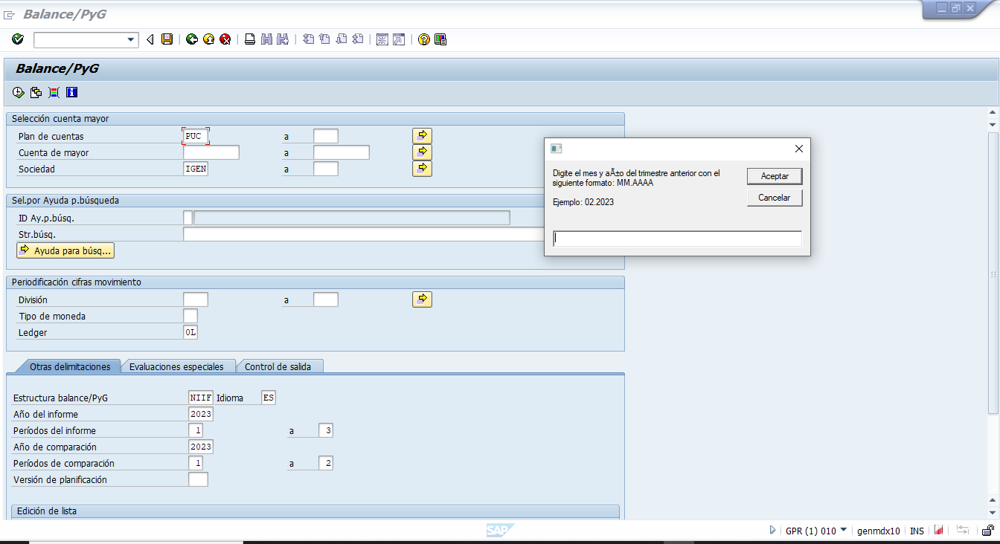 Balance/PyG
Balance/PyG
Selección cuenta mayor
Plan de cuentas PUC a
Cuenta de mayor a
Sociedad IGEN a
Sel.por Ayuda p.búsqueda
ID Ay.p.búsq.
Str.búsq.
Ayuda para búsq...
Digite el mes y aÃ±o del trimestre anterior con el
siguiente formato: MM.AAAA
Ejemplo: 02.2023
Aceptar
Cancelar
Periodificación cifras movimiento
División a
Tipo de moneda
Ledger 0L
Otras delimitaciones Evaluaciones especiales Control de salida
Estructura balance/PyG NIIF Idioma ES
Año del informe 2023
Períodos del informe 1 a 3
Año de comparación 2023
Períodos de comparación 1 a 2
Versión de planificación
Edición de lista
SAP
GPR (1) 010 genmdx10 INS